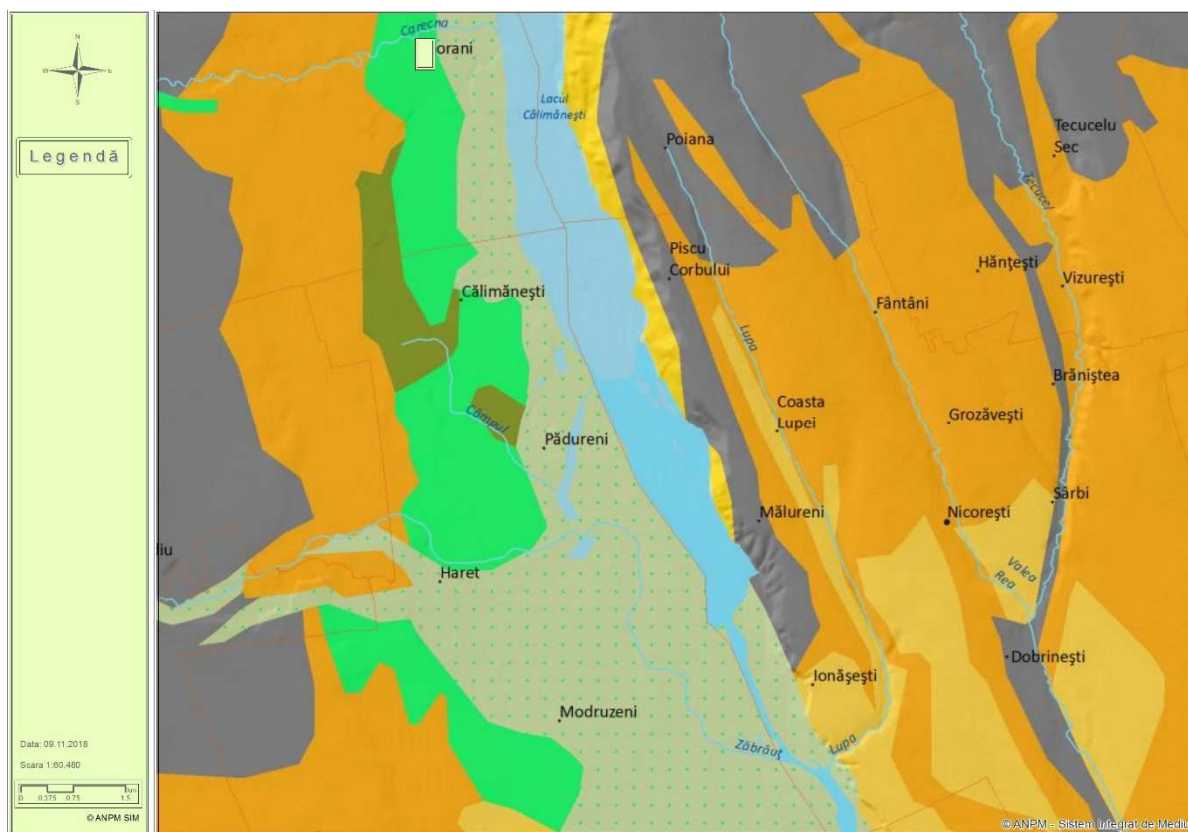 N
W
E
S
Legendă
Data: 09.11.2018
Scara 1:60,480
km
0 0.375 0.75 1.5
© ANPM SIM
Carecna
orani
Lacul
Călimănești
Poiana
Tecucelu
Sec
Tecucel
Piscu
Corbului
Hănțești
Vizurești
Călimănești
Fântâni
Lupa
Brăniștea
Coasta
Lupei
Grozăvești
Câmpul
Pădureni
Sârbi
Mălureni
Nicorești
liu
Valea
Rea
Haret
Dobrinești
Ionășești
Modruzeni
Zăbrăuț
Lupa
© ANPM - Sistem Integrat de Mediu